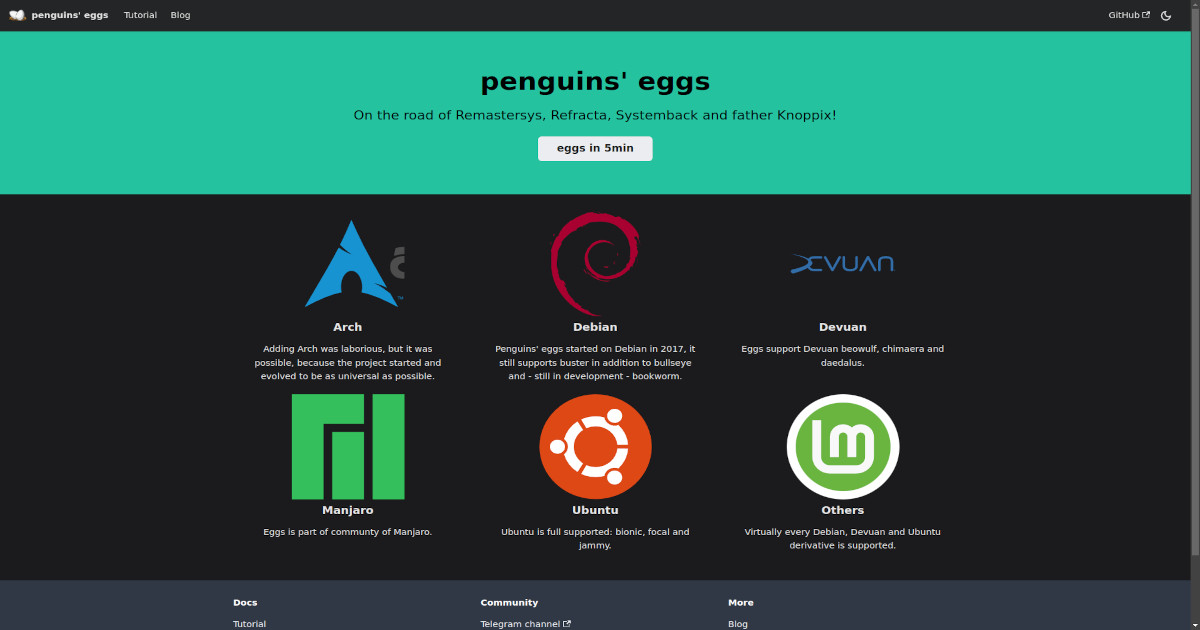 penguins' eggs Tutorial Blog GitHub
penguins' eggs
On the road of Remastersys, Refracta, Systemback and father Knoppix!
eggs in 5min
DEVUAN
Arch
Adding Arch was laborious, but it was
possible, because the project started and
evolved to be as universal as possible.
Debian
Penguins' eggs started on Debian in 2017, it
still supports buster in addition to bullseye
and - still in development - bookworm.
Devuan
Eggs support Devuan beowulf, chimaera and
daedalus.
Manjaro
Eggs is part of communty of Manjaro.
Ubuntu
Ubuntu is full supported: bionic, focal and
jammy.
lm
Others
Virtually every Debian, Devuan and Ubuntu
derivative is supported.
Docs
Tutorial
Community
Telegram channel
More
Blog